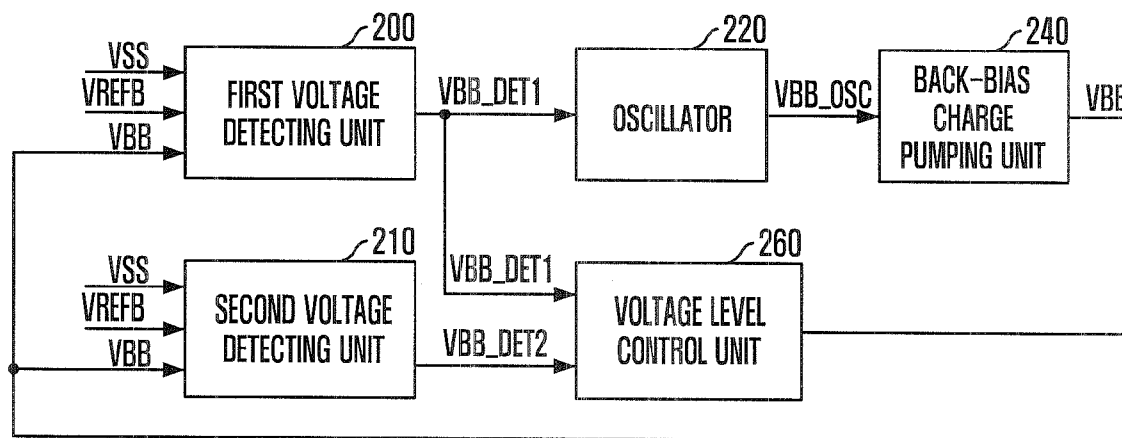 200
VSS
VREFB
VBB
FIRST VOLTAGE
DETECTING UNIT
VBB_DET1
220
OSCILLATOR
VBB_OSC
240
BACK-BIAS
CHARGE
PUMPING UNIT
VBB
210
VSS
VREFB
VBB
SECOND VOLTAGE
DETECTING UNIT
VBB_DET1
VBB_DET2
260
VOLTAGE LEVEL
CONTROL UNIT